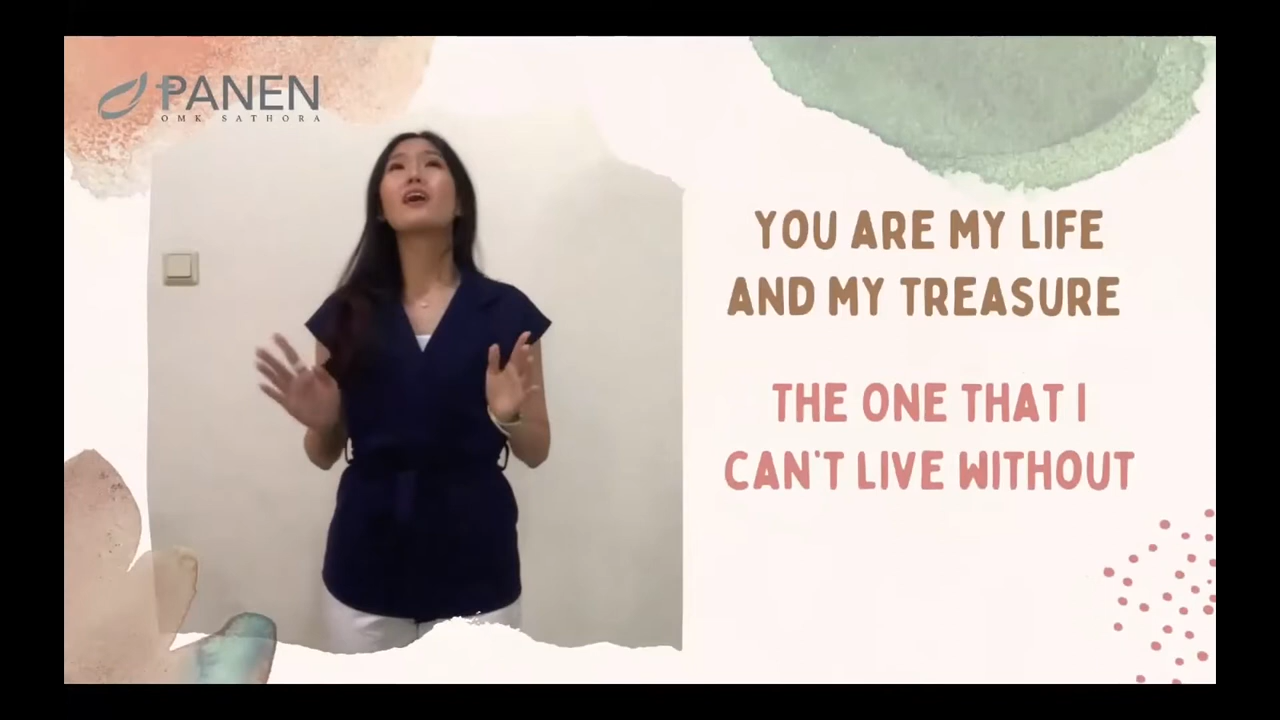 PANEN
OMK SATHORA
YOU ARE MY LIFE
AND MY TREASURE
THE ONE THAT I
CAN'T LIVE WITHOUT